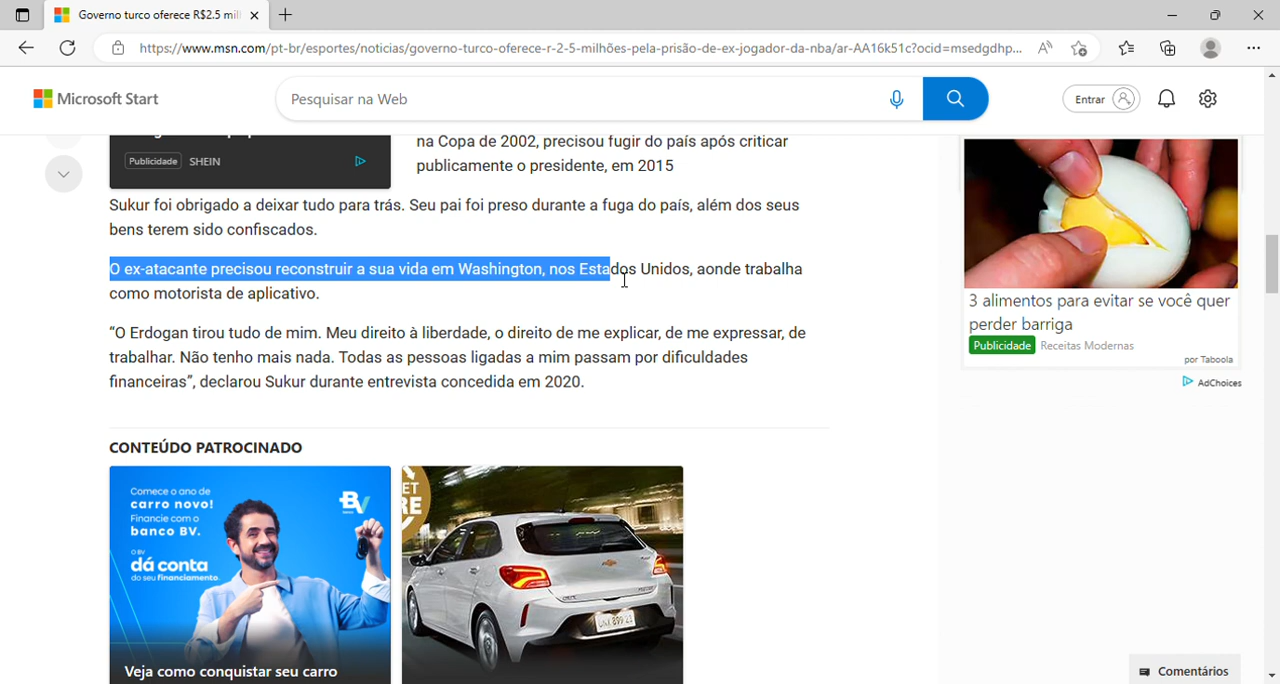 Governo turco oferece R$2.5 mil
https://www.msn.com/pt-br/esportes/noticias/governo-turco-oferece-r-2-5-milhões-pela-prisão-de-ex-jogador-da-nba/ar-AA16k51c?ocid=msedgdhp...
Microsoft Start
Pesquisar na Web
Entrar
Publicidade SHEIN
na Copa de 2002, precisou fugir do país após criticar
publicamente o presidente, em 2015
Sukur foi obrigado a deixar tudo para trás. Seu pai foi preso durante a fuga do país, além dos seus
bens terem sido confiscados.
O ex-atacante precisou reconstruir a sua vida em Washington, nos Estados Unidos, aonde trabalha
como motorista de aplicativo.
“O Erdogan tirou tudo de mim. Meu direito à liberdade, o direito de me explicar, de me expressar, de
trabalhar. Não tenho mais nada. Todas as pessoas ligadas a mim passam por dificuldades
financeiras”, declarou Sukur durante entrevista concedida em 2020.
3 alimentos para evitar se você quer
perder barriga
Publicidade Receitas Modernas
por Taboola
AdChoices
CONTEÚDO PATROCINADO
Comece o ano de
carro novo!
Financie com o
banco BV.
BV
banco
O BV
dá conta
do seu financiamento.
Veja como conquistar seu carro
ET
RE
Comentários